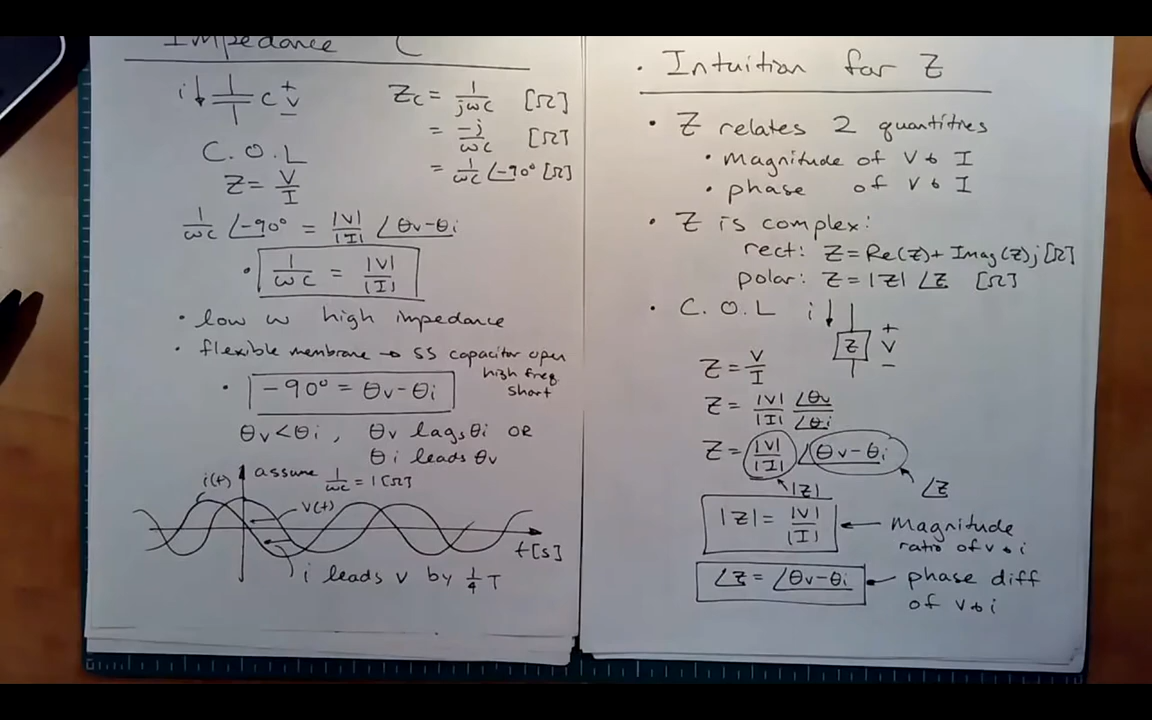 Impedance C
i C + v -
Zc = 1/jωC [Ω]
= -j/ωC [Ω]
= 1/ωC ∠-90° [Ω]
C.O.L
Z = V/I
1/ωC ∠-90° = |V|/|I| ∠θv-θi
• 1/ωC = |V|/|I|
• low ω high impedance
• flexible membrane → SS capacitor open
high freq short
• -90° = θv-θi
θv<θi, θv lags θi OR
θi leads θv
i(t) assume 1/ωC = 1[Ω]
v(t)
t[s]
i leads v by 1/4 T
• Intuition for Z
• Z relates 2 quantitres
• magnitude of V & I
• phase of V & I
• Z is complex:
rect: Z = Re(Z) + Imag(Z)j [Ω]
polar: Z = |Z| ∠Z [Ω]
• C.O.L i Z + V -
Z = V/I
Z = |V|/|I| ∠θv/∠θi
Z = |V|/|I| ∠θv-θi
|Z| ∠Z
|Z| = |V|/|I| ← Magnitude
ratio of v & i
∠Z = ∠θv-θi ← phase diff
of v & i